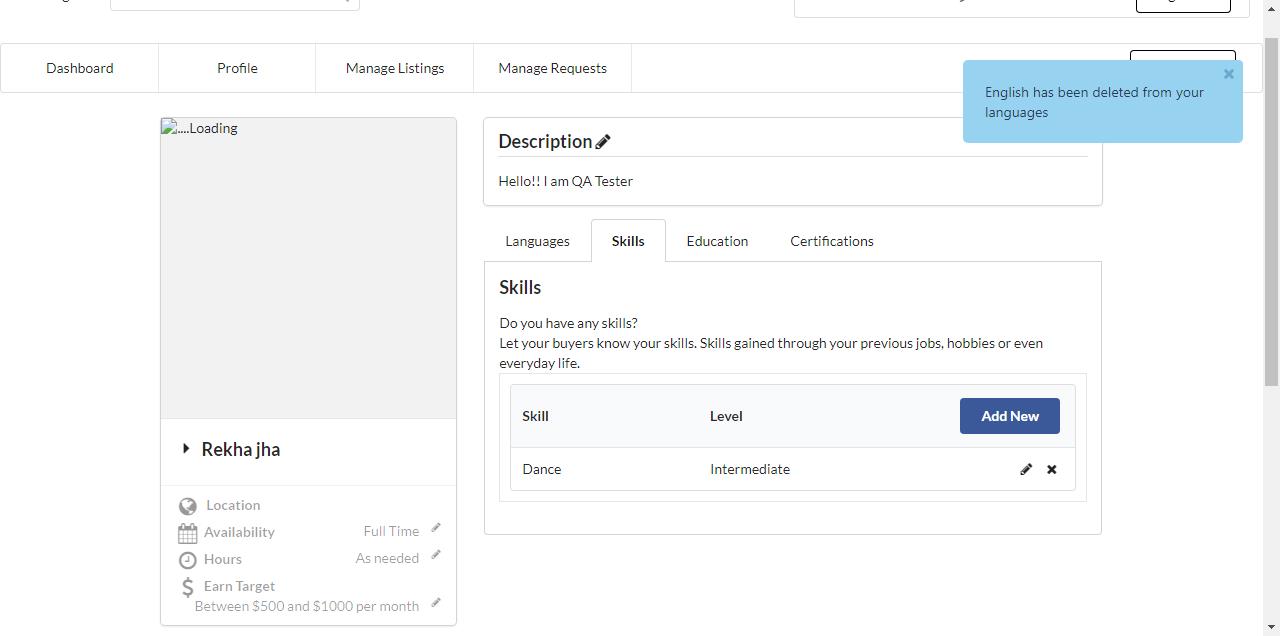 Dashboard
Profile
Manage Listings
Manage Requests
English has been deleted from your
languages
....Loading
Description
Hello!! I am QA Tester
Languages
Skills
Education
Certifications
Skills
Do you have any skills?
Let your buyers know your skills. Skills gained through your previous jobs, hobbies or even
everyday life.
Skill
Level
Add New
Dance
Intermediate
Rekha jha
Location
Availability
Full Time
Hours
As needed
Earn Target
Between $500 and $1000 per month